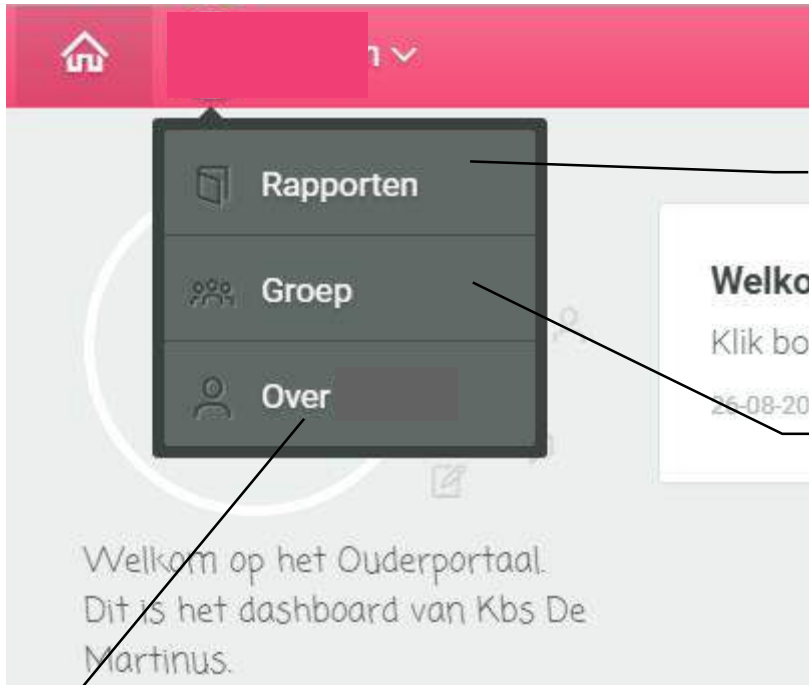 n
Rapporten
Groep
Over
Welko
Klik bo
26-08-20
Welkom op het Ouderportaal.
Dit is het dashboard van Kbs De
Martinus.